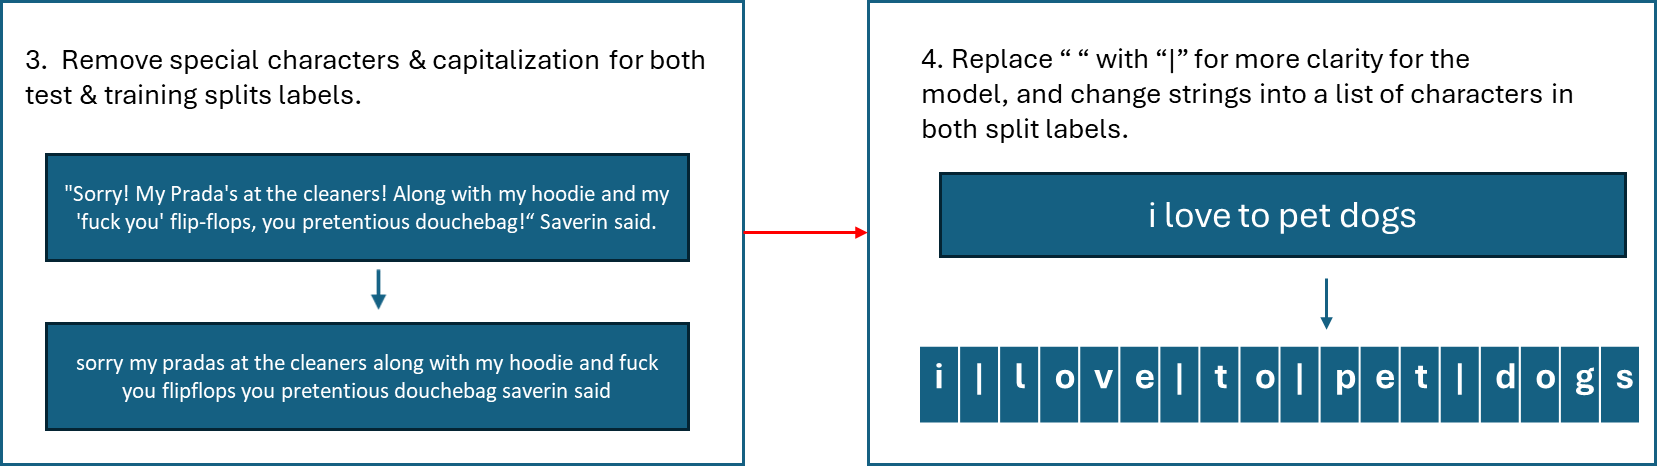 3. Remove special characters & capitalization for both
test & training splits labels.
"Sorry! My Prada's at the cleaners! Along with my hoodie and my
'fuck you' flip-flops, you pretentious douchebag!“ Saverin said.
sorry my pradas at the cleaners along with my hoodie and fuck
you flipflops you pretentious douchebag saverin said
4. Replace “ “ with “|” for more clarity for the
model, and change strings into a list of characters in
both split labels.
i love to pet dogs
i | l o v e | t o | p e t | d o g s